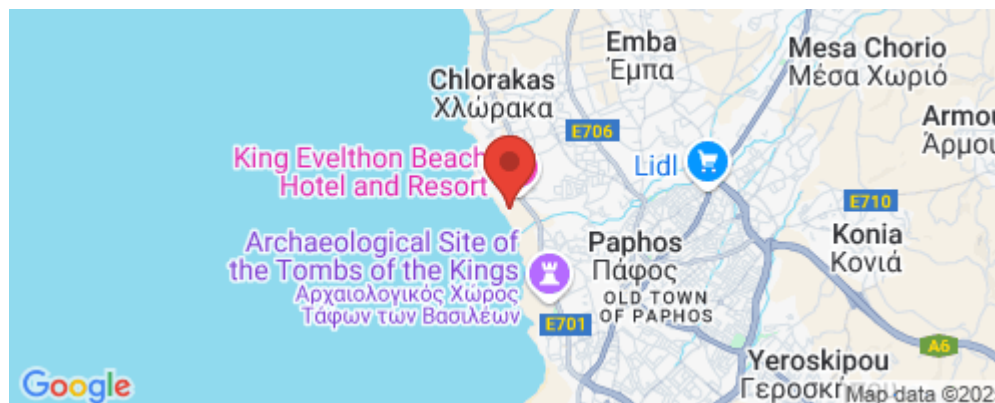 Emba
Έμπα
Mesa Chorio
Μέσα Χωριό
Chlorakas
Χλώρακα
E706
King Evelthon Beach
Hotel and Resort
Lidl
E710
Archaeological Site of
the Tombs of the Kings
Αρχαιολογικός Χώρος
Τάφων των Βασιλέων
Paphos
Πάφος
OLD TOWN
OF PAPHOS
Konia
Κονιά
E701
A6
Yeroskipou
Google
Map data ©202